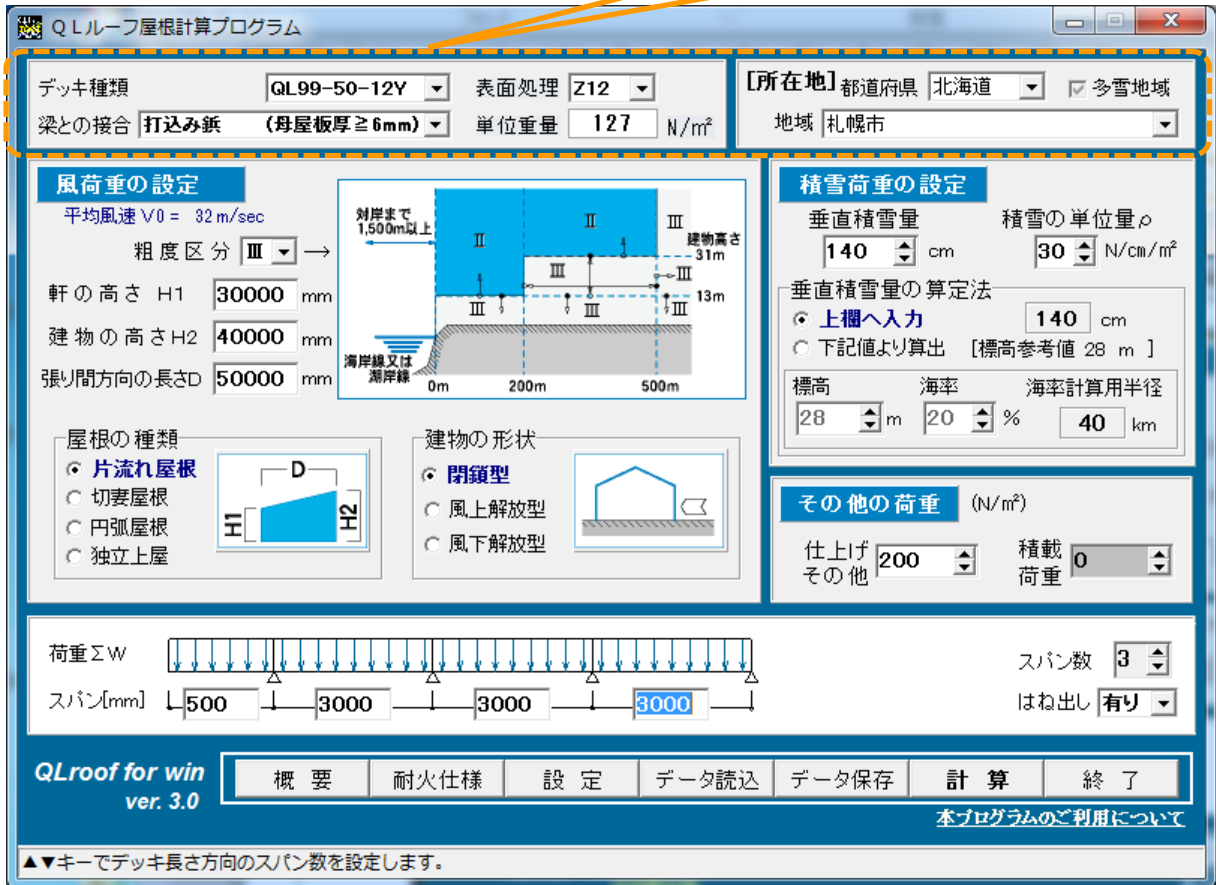 QLルーフ屋根計算プログラム
デッキ種類 QL99-50-12Y 表面処理 Z12
梁との接合 打込み鋲 (母屋板厚≧6mm) 単位重量 127 N/㎡
[所在地] 都道府県 北海道 多雪地域
地域 札幌市
風荷重の設定
平均風速 V0 = 32 m/sec
粗度区分 Ⅲ →
軒の高さ H1 30000 mm
建物の高さH2 40000 mm
張り間方向の長さD 50000 mm
対岸まで
1,500m以上
Ⅱ Ⅱ Ⅲ
建物高さ
31m
Ⅲ Ⅲ
13m
Ⅲ Ⅲ Ⅲ
海岸線又は
湖岸線
0m 200m 500m
屋根の種類
片流れ屋根
切妻屋根
円弧屋根
独立上屋
D
H1
H2
建物の形状
閉鎖型
風上解放型
風下解放型
積雪荷重の設定
垂直積雪量 積雪の単位量ρ
140 cm 30 N/cm/㎡
垂直積雪量の算定法
上欄へ入力 140 cm
下記値より算出 [標高参考値 28 m ]
標高 海率 海率計算用半径
28 m 20 % 40 km
その他の荷重 (N/㎡)
仕上げ
その他 200
積載
荷重 0
荷重ΣW
スパン[mm] 500 3000 3000 3000
スパン数 3
はね出し 有り
QLroof for win
ver. 3.0
概 要 耐火仕様 設 定 データ読込 データ保存 計 算 終 了
本プログラムのご利用について
▲▼キーでデッキ長さ方向のスパン数を設定します。